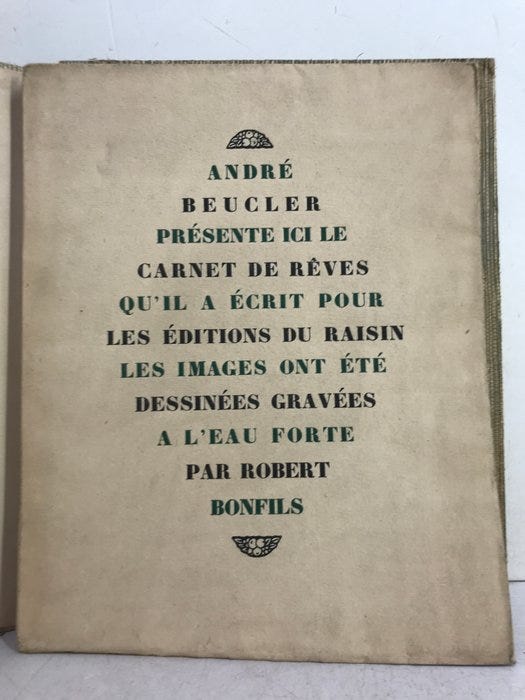 ANDRÉ
BEUCLER
PRÉSENTE ICI LE
CARNET DE RÊVES
QU'IL A ÉCRIT POUR
LES ÉDITIONS DU RAISIN
LES IMAGES ONT ÉTÉ
DESSINÉES GRAVÉES
A L'EAU FORTE
PAR ROBERT
BONFILS